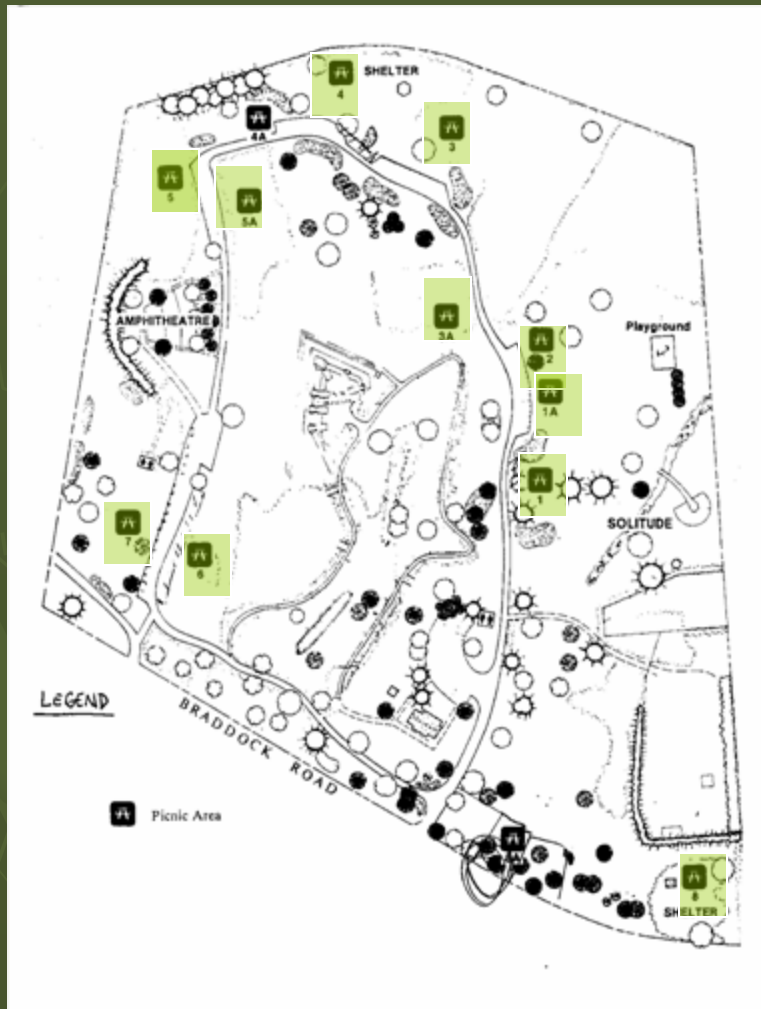 SHELTER
4
4A
3
5
5A
AMPHITHEATRE
3A
2
Playground
1A
1
SOLITUDE
7
6
LEGEND
BRADDOCK ROAD
Picnic Area
8
SHELTER